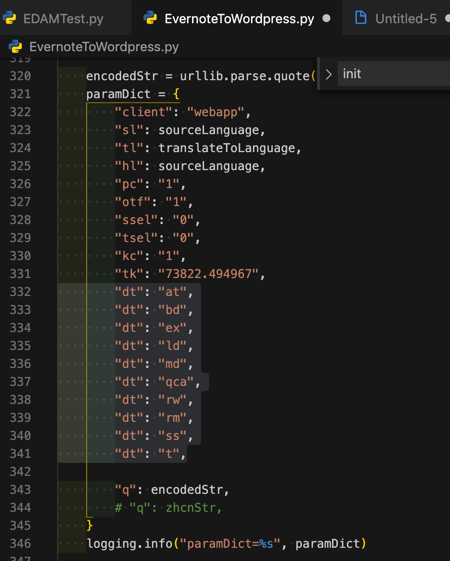 EDAMTest.py EvernoteToWordpress.py Untitled-5
EvernoteToWordpress.py
init
319
320 encodedStr = urllib.parse.quote(
321 paramDict = {
322 "client": "webapp",
323 "sl": sourceLanguage,
324 "tl": translateToLanguage,
325 "hl": sourceLanguage,
326 "pc": "1",
327 "otf": "1",
328 "ssel": "0",
329 "tsel": "0",
330 "kc": "1",
331 "tk": "73822.494967",
332 "dt": "at",
333 "dt": "bd",
334 "dt": "ex",
335 "dt": "ld",
336 "dt": "md",
337 "dt": "qca",
338 "dt": "rw",
339 "dt": "rm",
340 "dt": "ss",
341 "dt": "t",
342
343 "q": encodedStr,
344 # "q": zhcnStr,
345 }
346 logging.info("paramDict=%s", paramDict)
347